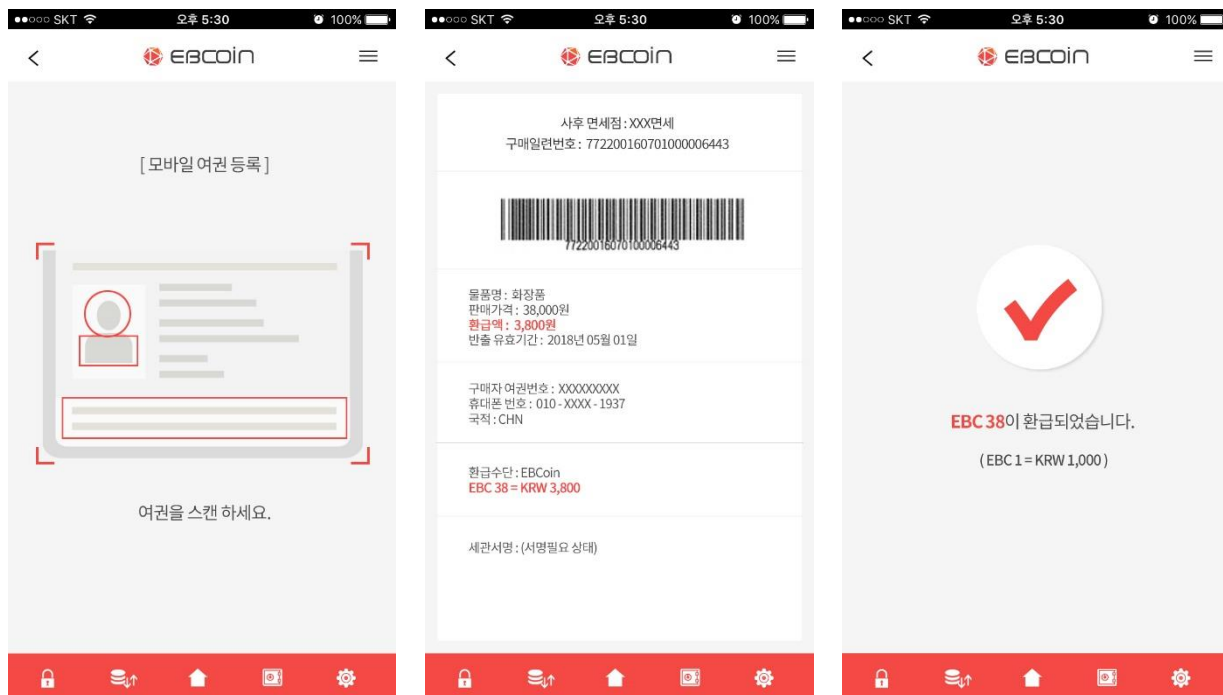 ●●○○○ SKT 오후 5:30 100%
EBCOIN
[ 모바일 여권 등록 ]
여권을 스캔 하세요.
●●○○○ SKT 오후 5:30 100%
EBCOIN
사후 면세점 : XXX면세
구매일련번호 : 772200160701000006443
77220016070100006443
물품명 : 화장품
판매가격 : 38,000원
환급액 : 3,800원
반출 유효기간 : 2018년 05월 01일
구매자 여권번호 : XXXXXXXXX
휴대폰 번호 : 010 - XXXX - 1937
국적 : CHN
환급수단 : EBCoin
EBC 38 = KRW 3,800
세관서명 : (서명필요 상태)
●●○○○ SKT 오후 5:30 100%
EBCOIN
EBC 38이 환급되었습니다.
( EBC 1 = KRW 1,000 )